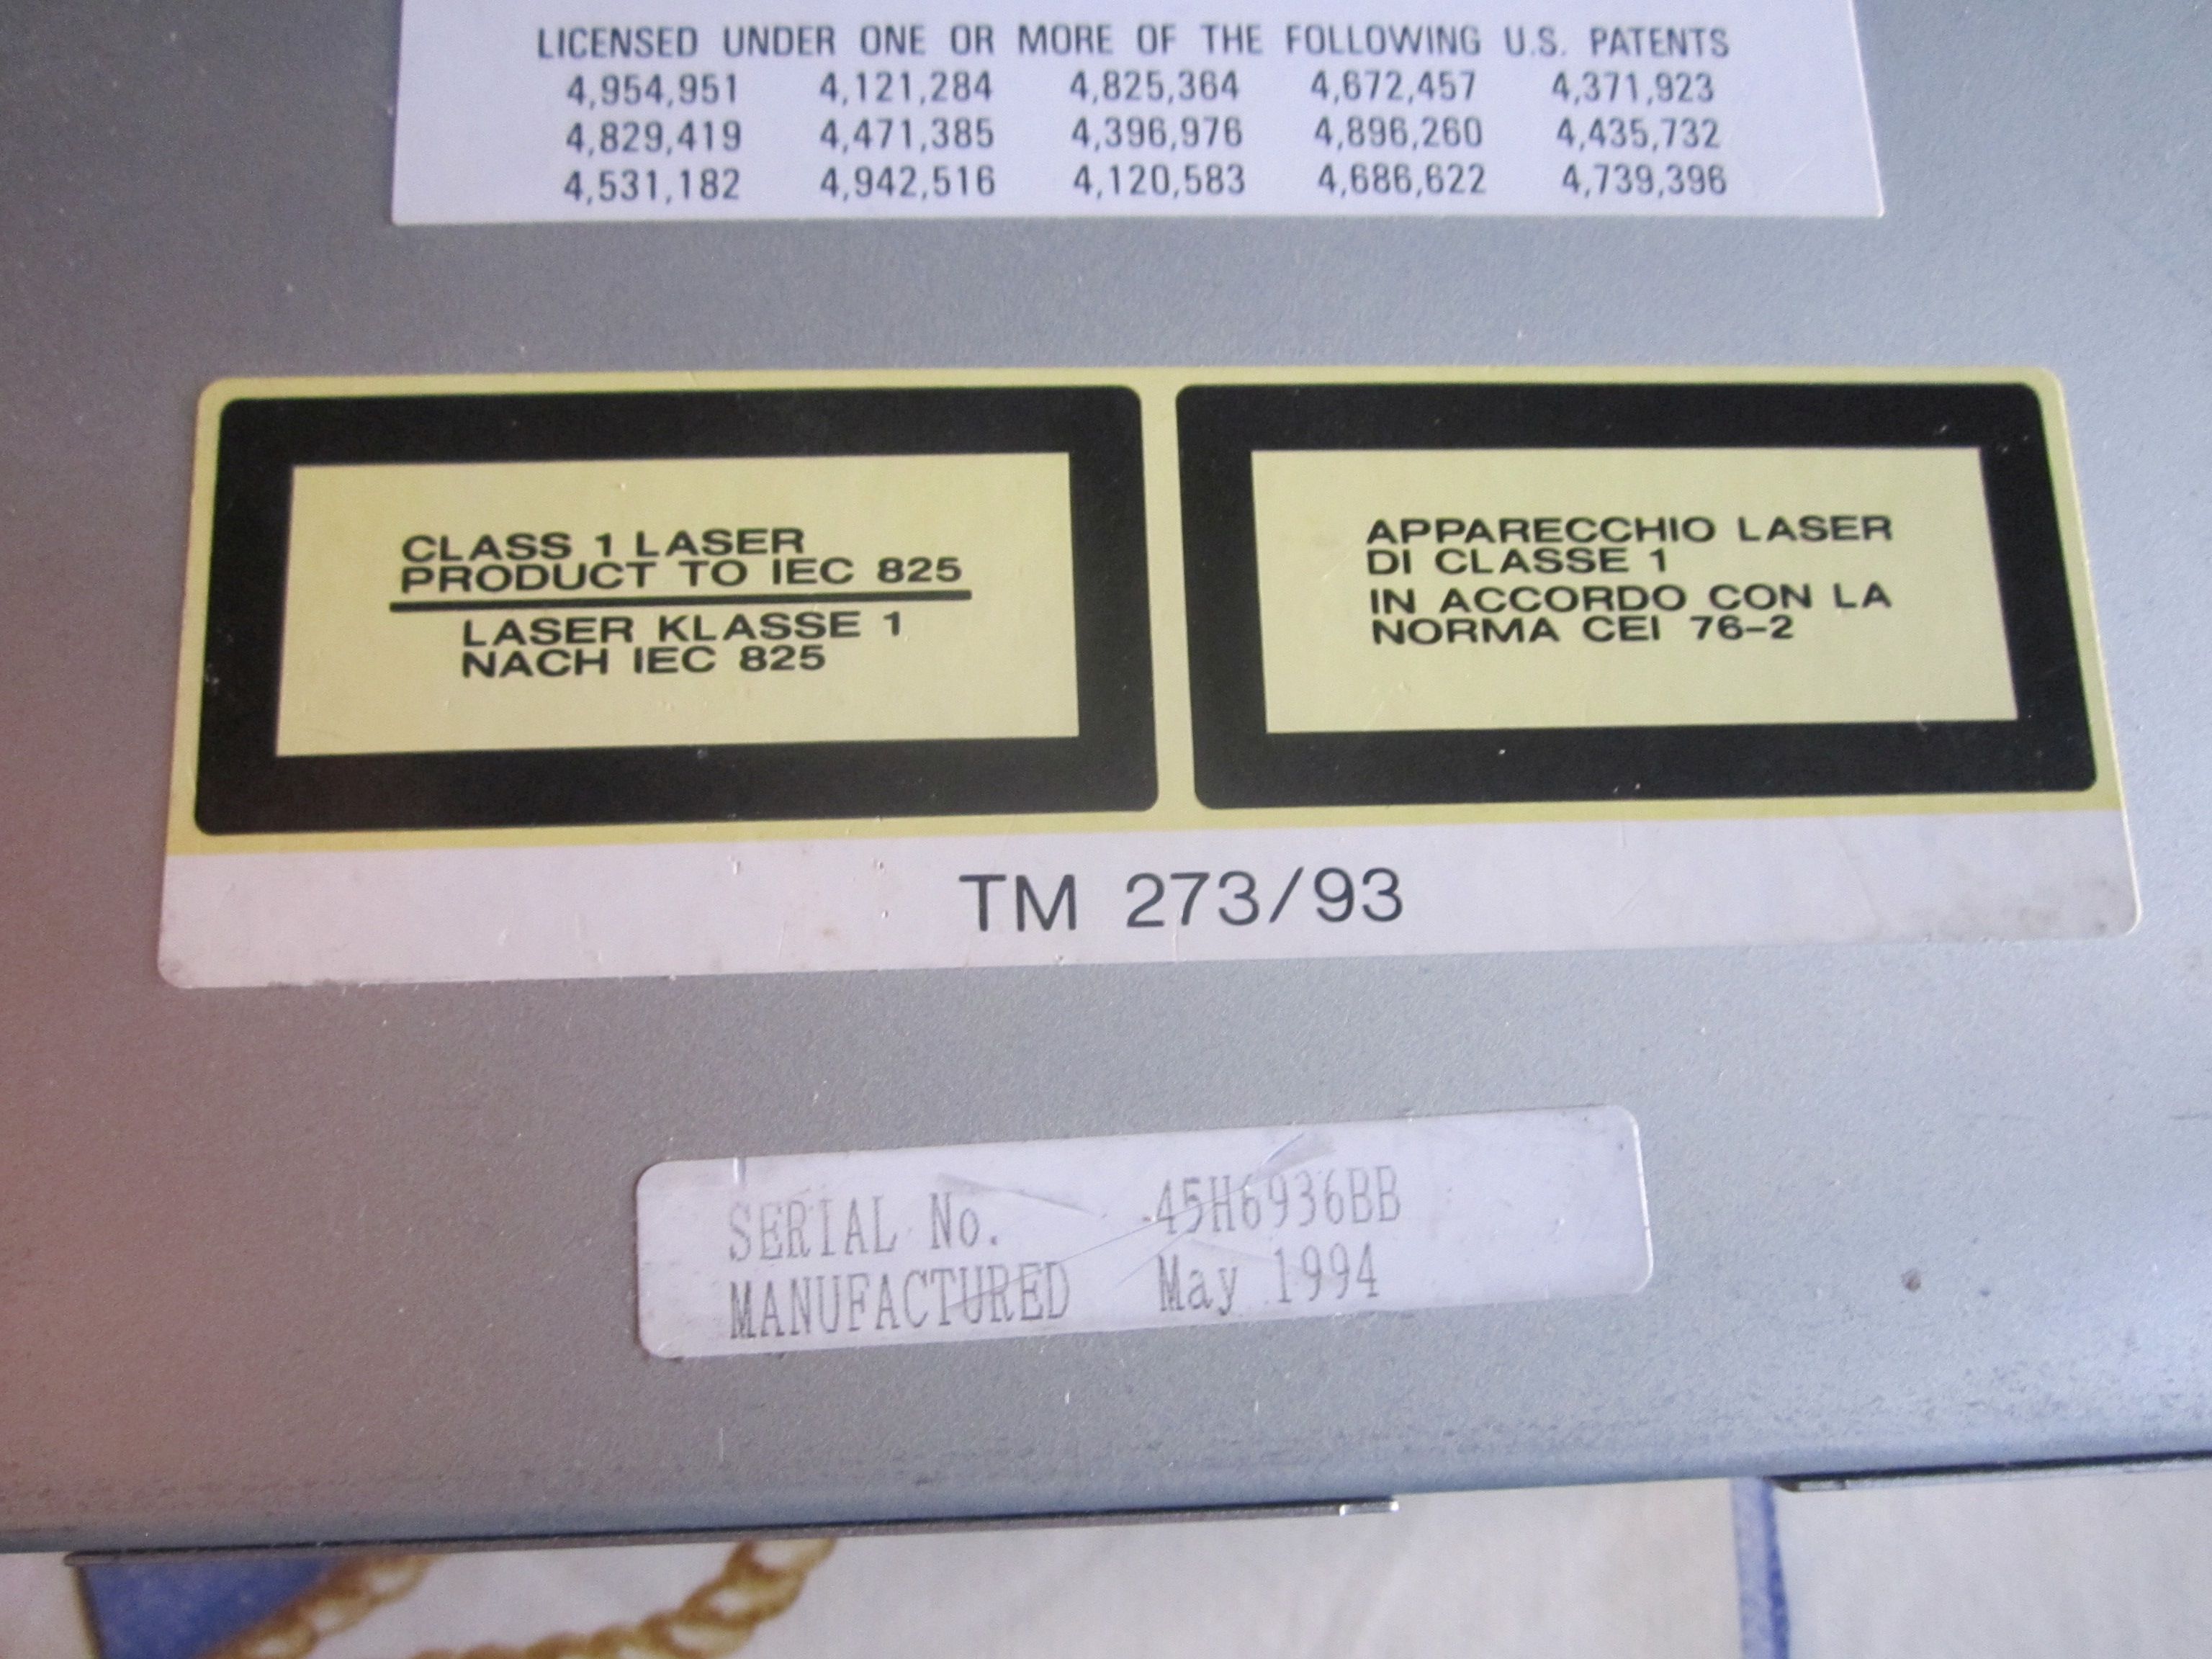 LICENSED UNDER ONE OR MORE OF THE FOLLOWING U.S. PATENTS
4,954,951 4,121,284 4,825,364 4,672,457 4,371,923
4,829,419 4,471,385 4,396,976 4,896,260 4,435,732
4,531,182 4,942,516 4,120,583 4,686,622 4,739,396
CLASS 1 LASER
PRODUCT TO IEC 825
LASER KLASSE 1
NACH IEC 825
APPARECCHIO LASER
DI CLASSE 1
IN ACCORDO CON LA
NORMA CEI 76-2
TM 273/93
SERIAL No. 45H6936BB
MANUFACTURED May 1994